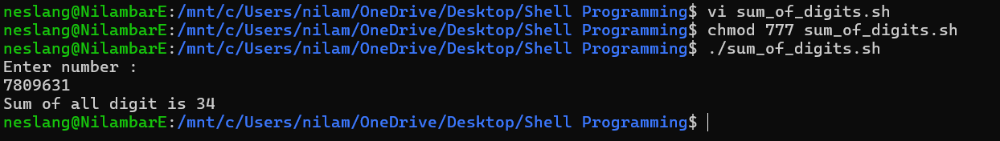 neslang@NilambarE:/mnt/c/Users/nilam/OneDrive/Desktop/Shell Programming$ vi sum_of_digits.sh
neslang@NilambarE:/mnt/c/Users/nilam/OneDrive/Desktop/Shell Programming$ chmod 777 sum_of_digits.sh
neslang@NilambarE:/mnt/c/Users/nilam/OneDrive/Desktop/Shell Programming$ ./sum_of_digits.sh
Enter number :
7809631
Sum of all digit is 34
neslang@NilambarE:/mnt/c/Users/nilam/OneDrive/Desktop/Shell Programming$